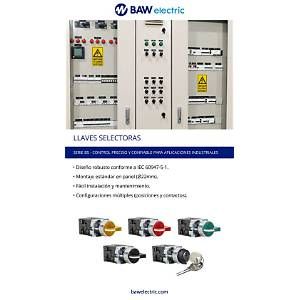 BAW electric
LLAVES SELECTORAS
SERIE B5 - CONTROL PRECISO Y CONFIABLE PARA APLICACIONES INDUSTRIALES
• Diseño robusto conforme a IEC 60947-5-1.
• Montaje estándar en panel (Ø22mm).
• Fácil instalación y mantenimiento.
• Configuraciones múltiples (posiciones y contactos).
bawelectric.com